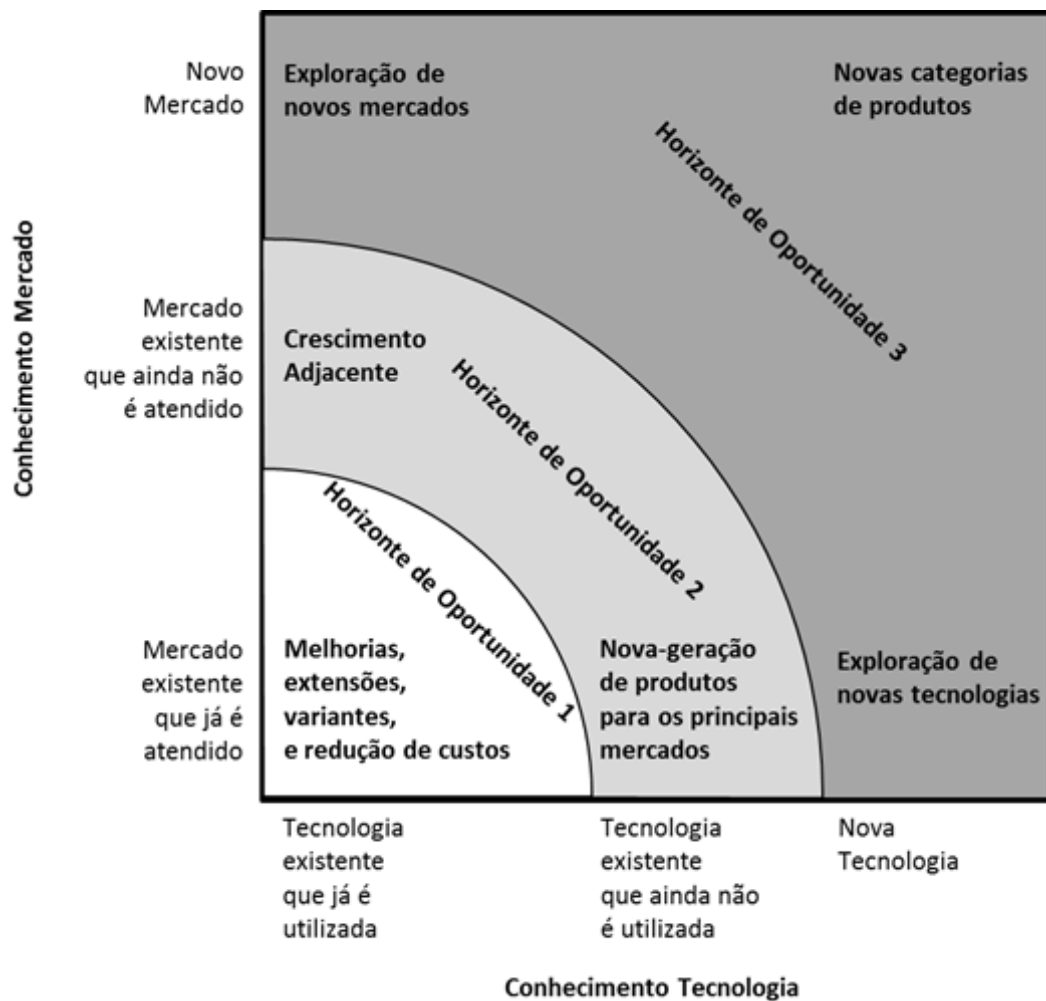 Novo
Mercado
Exploração de
novos mercados
Novas categorias
de produtos
Horizonte de Oportunidade 3
Conhecimento Mercado
Mercado
existente
que ainda não
é atendido
Crescimento
Adjacente
Horizonte de Oportunidade 2
Horizonte de Oportunidade 1
Mercado
existente
que já é
atendido
Melhorias,
extensões,
variantes,
e redução de custos
Nova-geração
de produtos
para os principais
mercados
Exploração de
novas tecnologias
Tecnologia
existente
que já é
utilizada
Tecnologia
existente
que ainda não
é utilizada
Nova
Tecnologia
Conhecimento Tecnologia